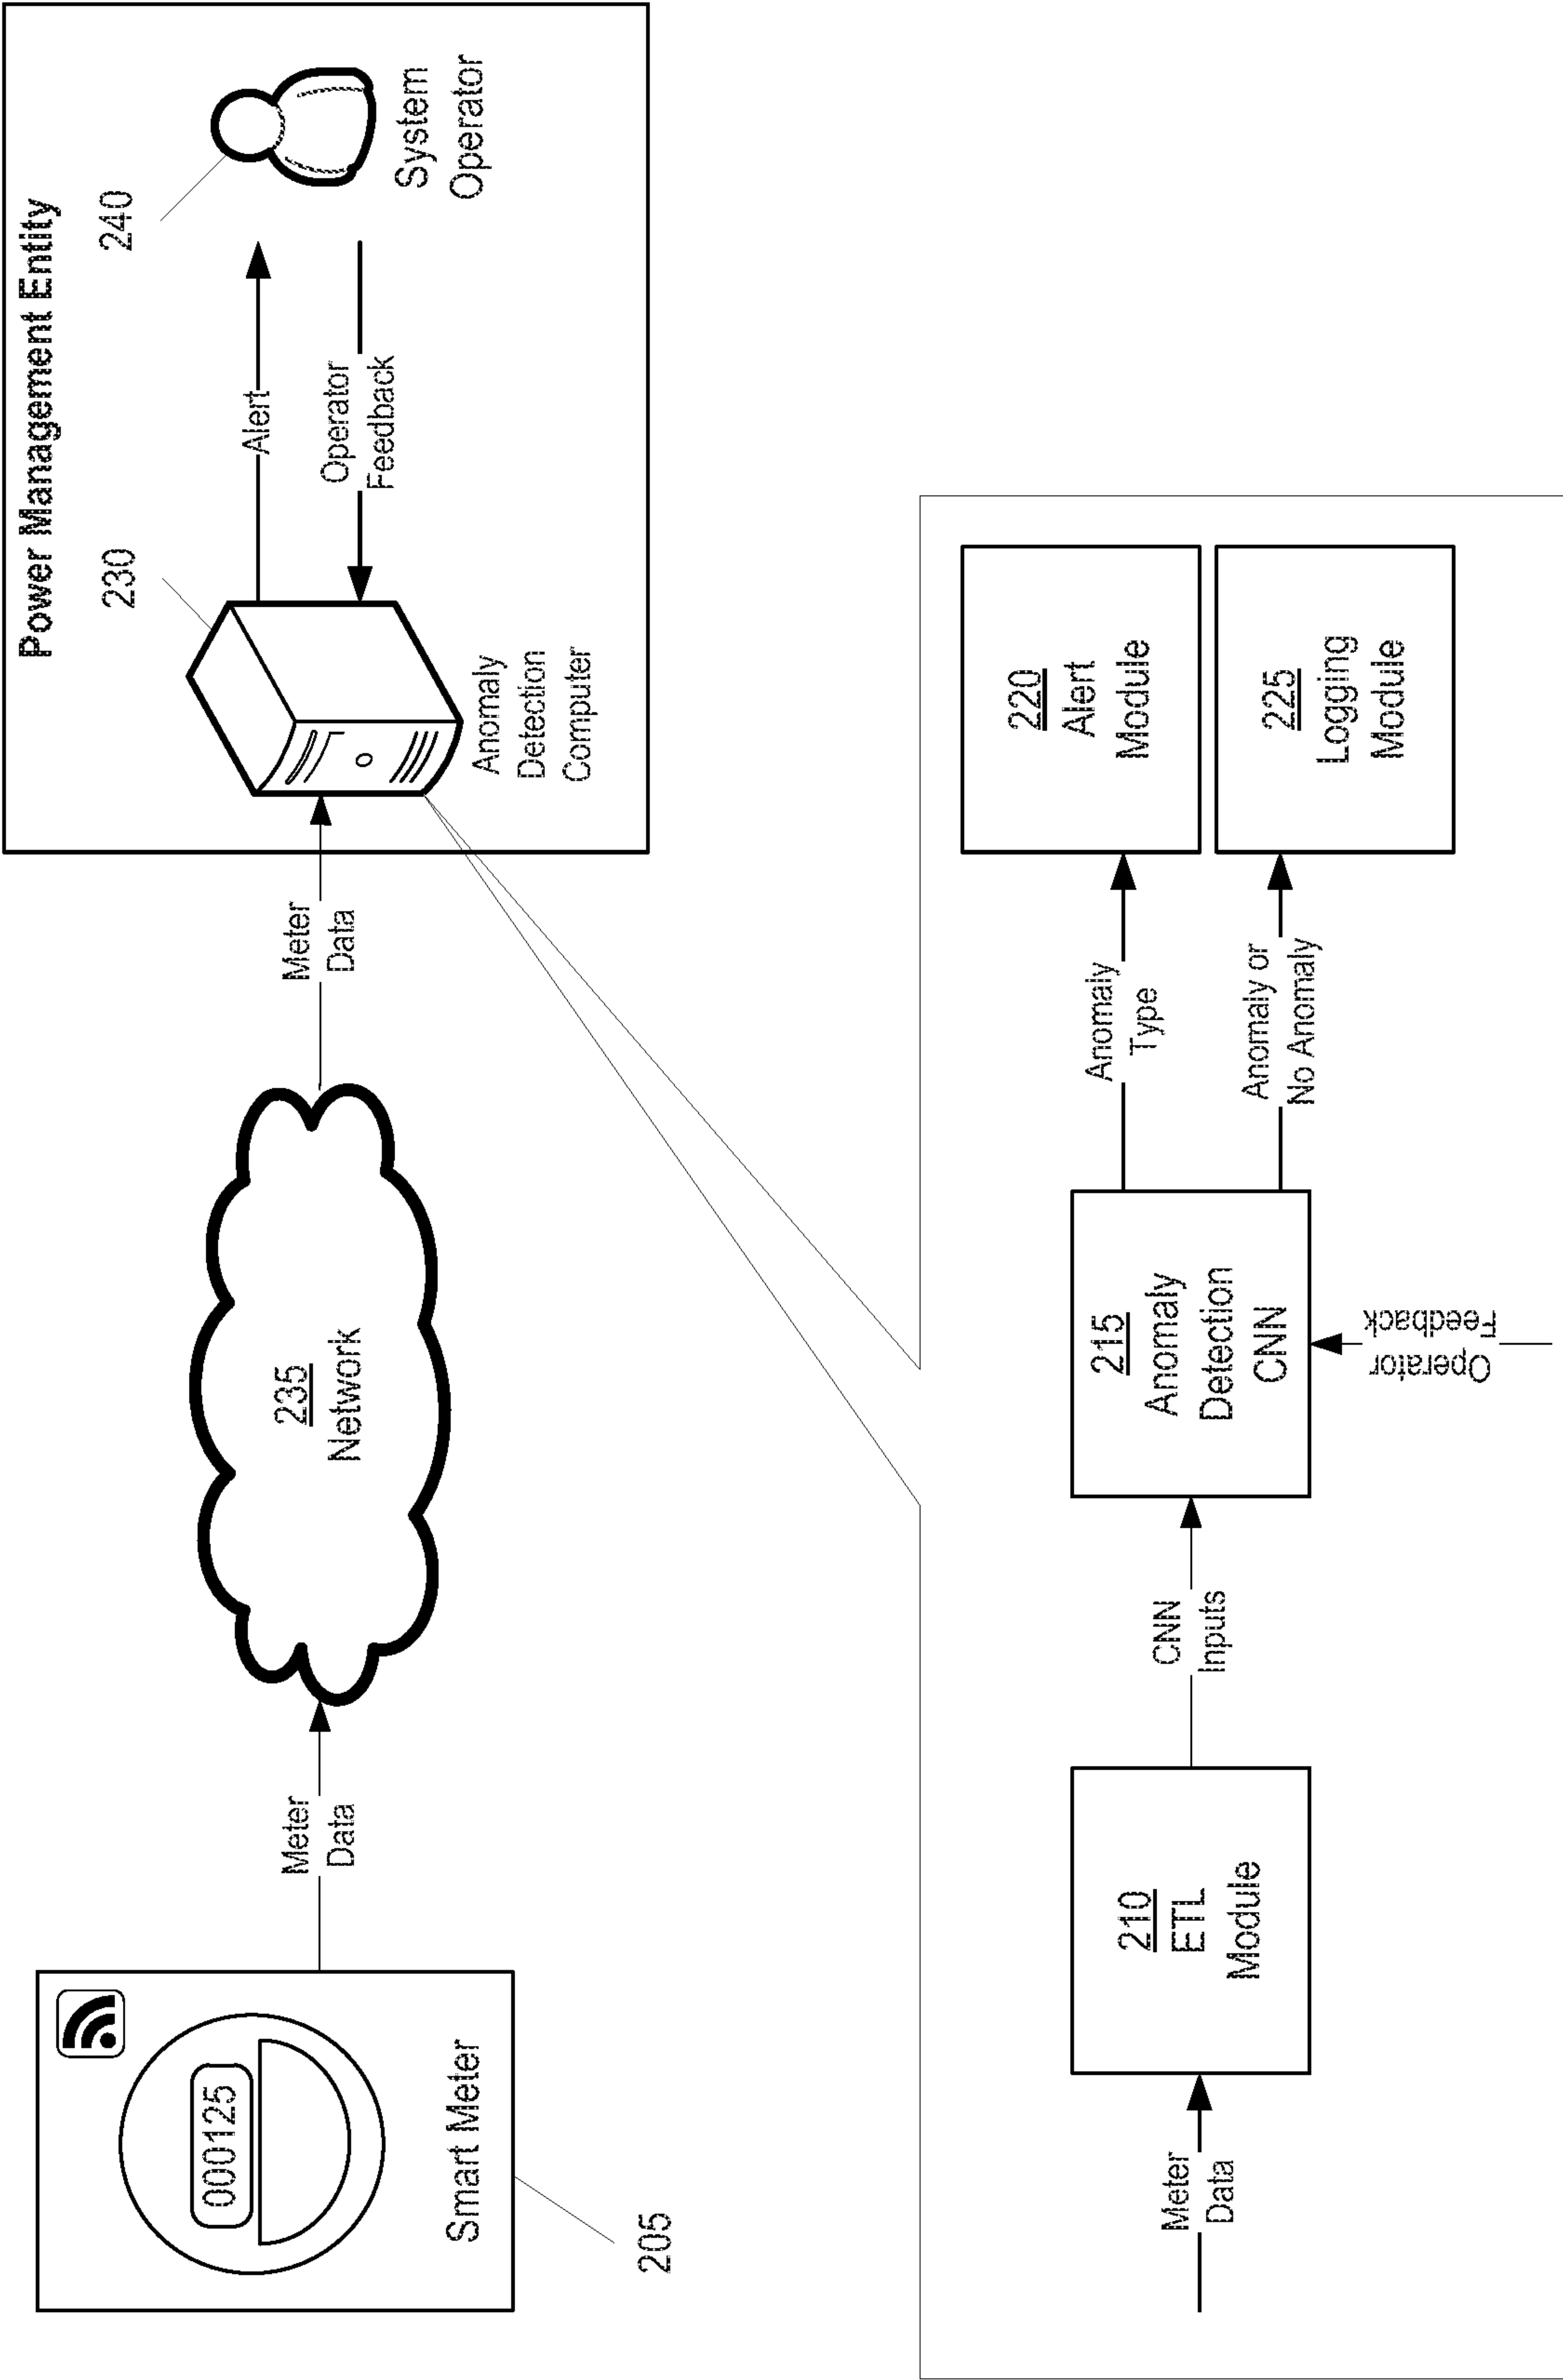 Power Management Entity
000125
Smart Meter
205
Meter
Data
235
Network
Meter
Data
230
Anomaly
Detection
Computer
Alert
Operator
Feedback
240
System
Operator
Meter
Data
210
ETL
Module
CNN
Inputs
215
Anomaly
Detection
CNN
Operator
Feedback
Anomaly
Type
Anomaly or
No Anomaly
220
Alert
Module
225
Logging
Module